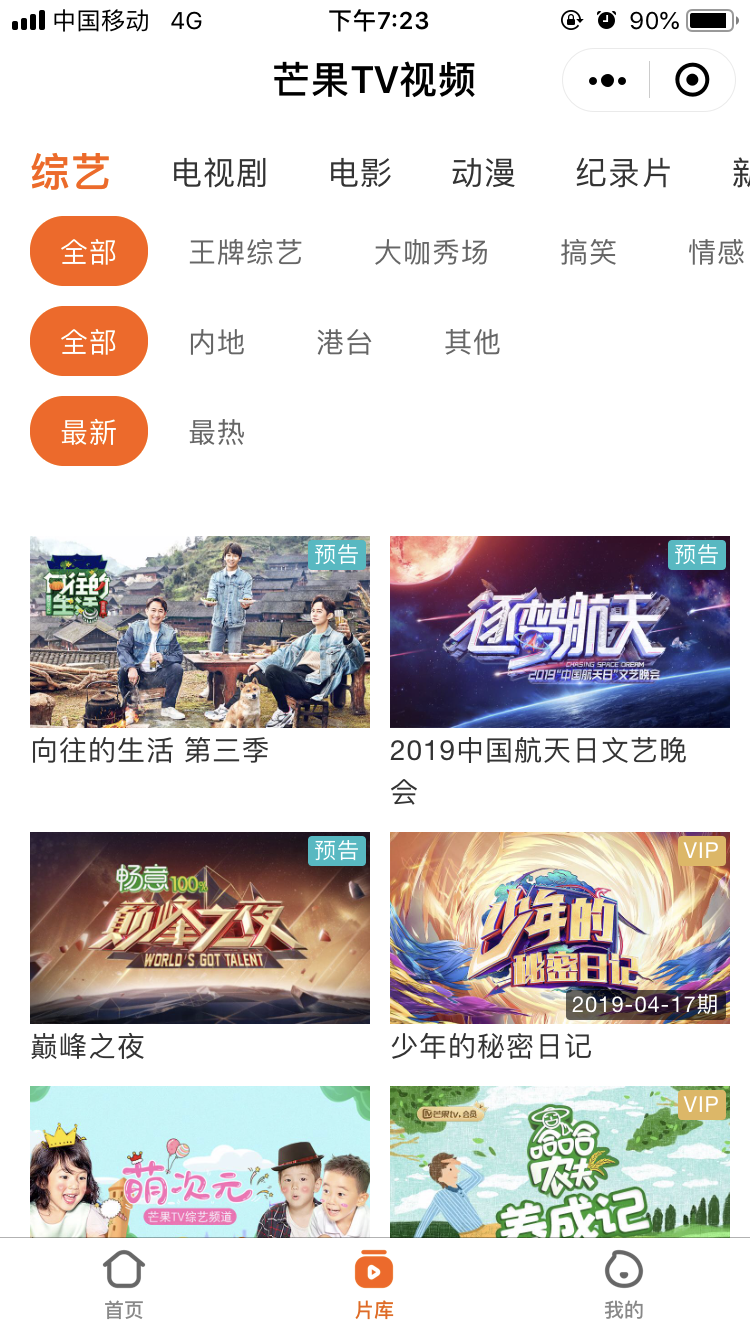 中国移动 4G 下午7:23 90%
芒果TV视频
综艺 电视剧 电影 动漫 纪录片
全部 王牌综艺 大咖秀场 搞笑 情感
全部 内地 港台 其他
最新 最热
预告
向往的生活
向往的生活 第三季
预告
逐梦航天
CHASING SPACE DREAM
2019"中国航天日"文艺晚会
2019中国航天日文艺晚
会
预告
畅意100%
巅峰之夜
WORLD'S GOT TALENT
巅峰之夜
VIP
少年的
秘密日记
2019-04-17期
少年的秘密日记
萌次元
芒果TV综艺频道
VIP
芒果tv.会员
哈哈
农夫
养成记
首页 片库 我的